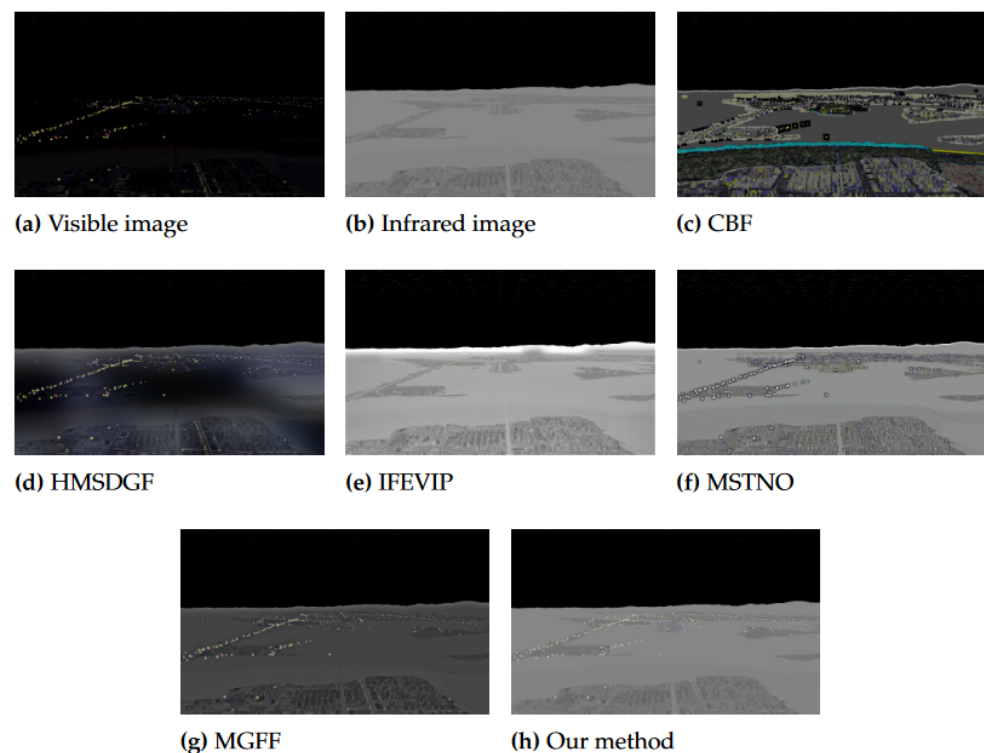 (a) Visible image
(b) Infrared image
(c) CBF
(d) HMSDGF
(e) IFEVIP
(f) MSTNO
(g) MGFF
(h) Our method